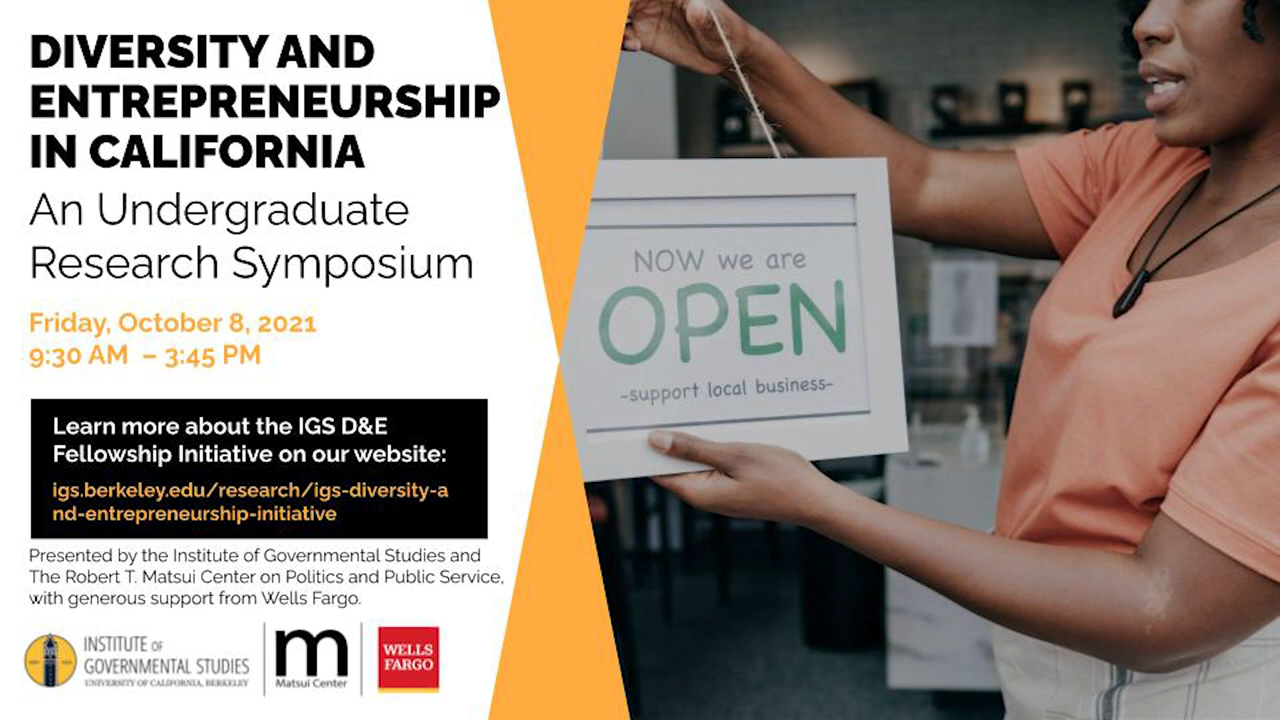 DIVERSITY AND
ENTREPRENEURSHIP
IN CALIFORNIA
An Undergraduate
Research Symposium
Friday, October 8, 2021
9:30 AM – 3:45 PM
Learn more about the IGS D&E
Fellowship Initiative on our website:
igs.berkeley.edu/research/igs-diversity-a
nd-entrepreneurship-initiative
Presented by the Institute of Governmental Studies and
The Robert T. Matsui Center on Politics and Public Service,
with generous support from Wells Fargo.
INSTITUTE OF
GOVERNMENTAL STUDIES
UNIVERSITY OF CALIFORNIA, BERKELEY
m
Matsui Center
WELLS
FARGO
NOW we are
OPEN
-support local business-